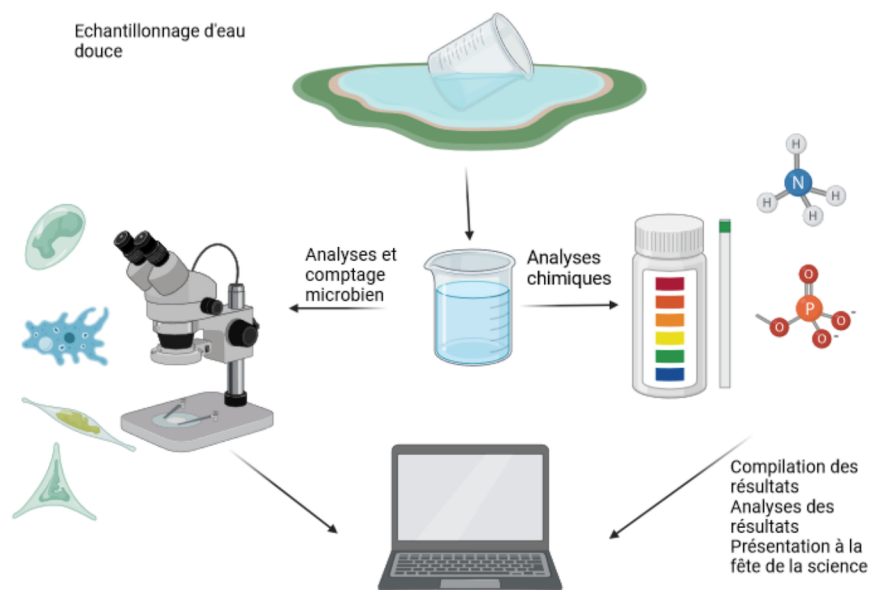 Echantillonnage d'eau
douce
Analyses et
comptage
microbien
Analyses
chimiques
H
N
H
H
H
O
P
O
O-
O-
Compilation des
résultats
Analyses des
résultats
Présentation à la
fête de la science